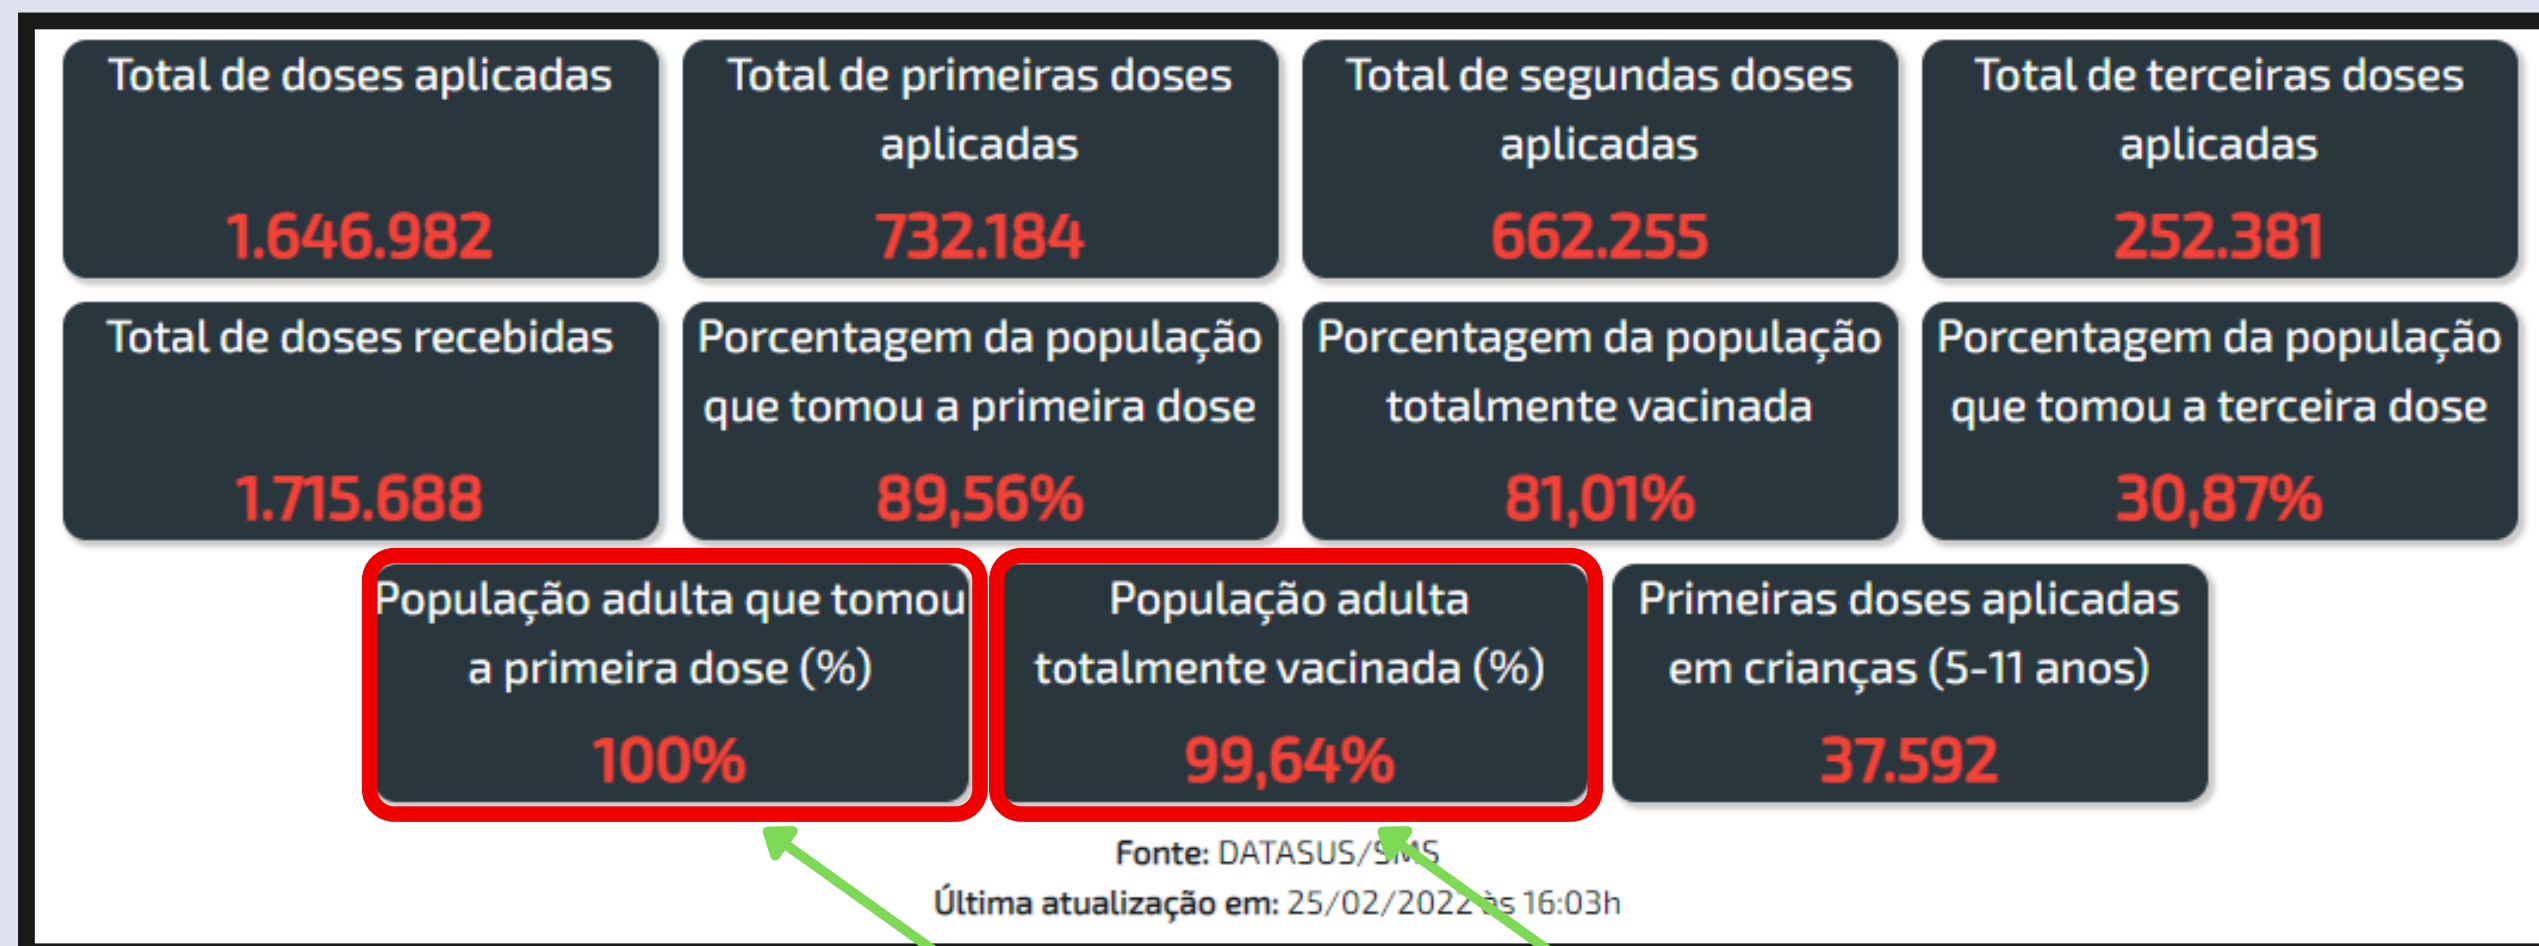 Total de doses aplicadas
1.646.982
Total de primeiras doses
aplicadas
732.184
Total de segundas doses
aplicadas
662.255
Total de terceiras doses
aplicadas
252.381
Total de doses recebidas
1.715.688
Porcentagem da população
que tomou a primeira dose
89,56%
Porcentagem da população
totalmente vacinada
81,01%
Porcentagem da população
que tomou a terceira dose
30,87%
População adulta que tomou
a primeira dose (%)
100%
População adulta
totalmente vacinada (%)
99,64%
Primeiras doses aplicadas
em crianças (5-11 anos)
37.592
Fonte: DATASUS/SMS
Última atualização em: 25/02/2022 às 16:03h